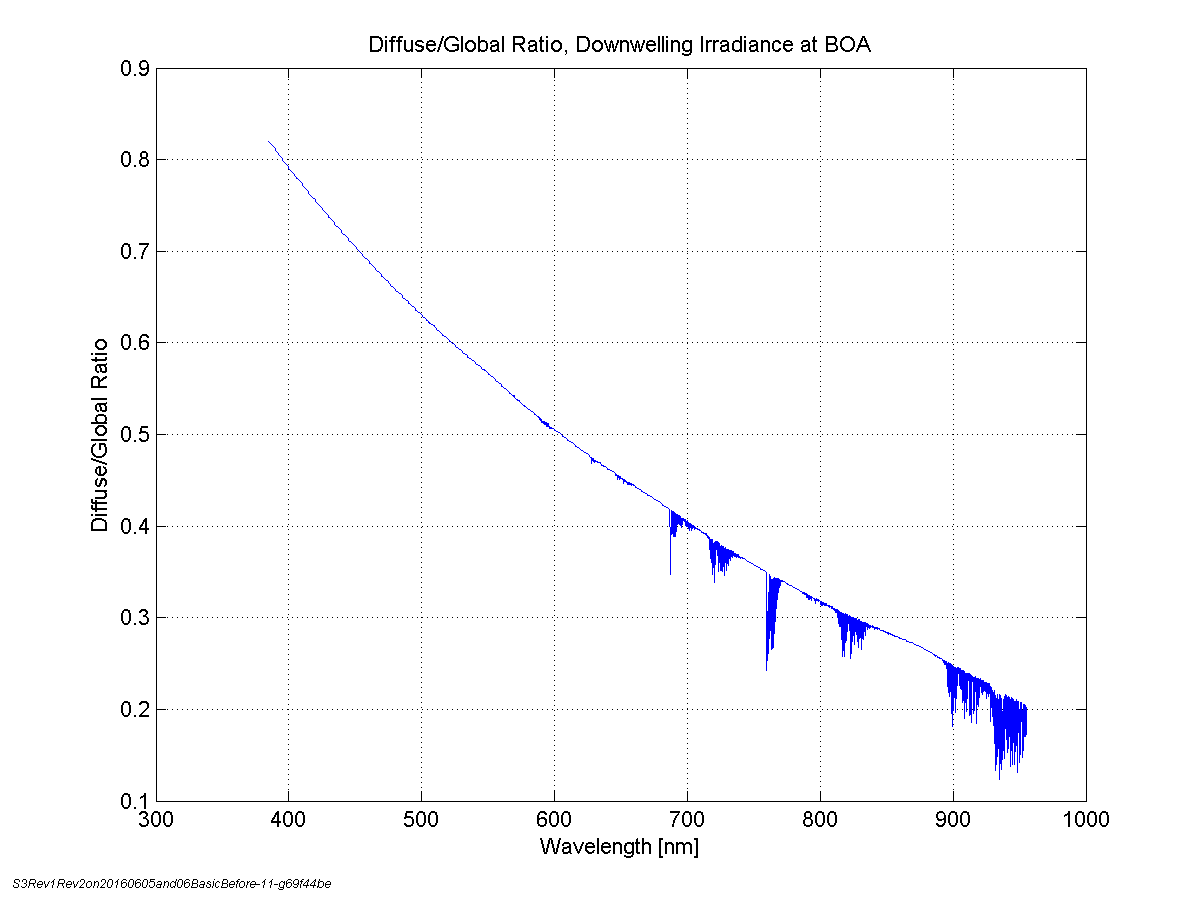 Diffuse/Global Ratio, Downwelling Irradiance at BOA
0.9
0.8
0.7
0.6
0.5
0.4
0.3
0.2
0.1
Diffuse/Global Ratio
300 400 500 600 700 800 900 1000
Wavelength [nm]
S3Rev1Rev2on20160605and06BasicBefore-11-g69f44be